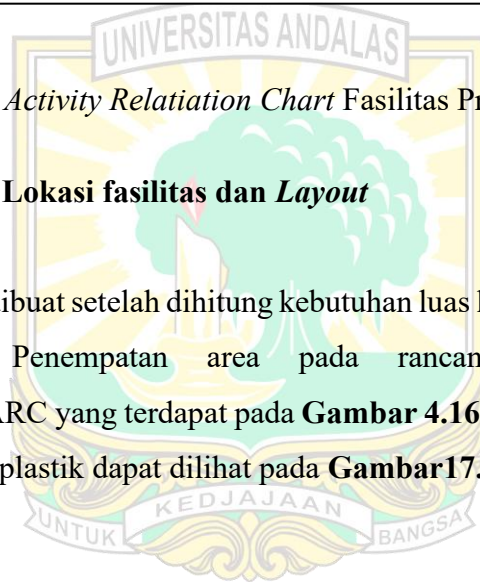 UNIVERSITAS ANDALAS
Activity Relatiation Chart Fasilitas Pr
Lokasi fasilitas dan Layout
ibuat setelah dihitung kebutuhan luas
Penempatan area pada rancan
ARC yang terdapat pada Gambar 4.16
plastik dapat dilihat pada Gambar17.
UNTUK KEDJAJAAN BANGSA